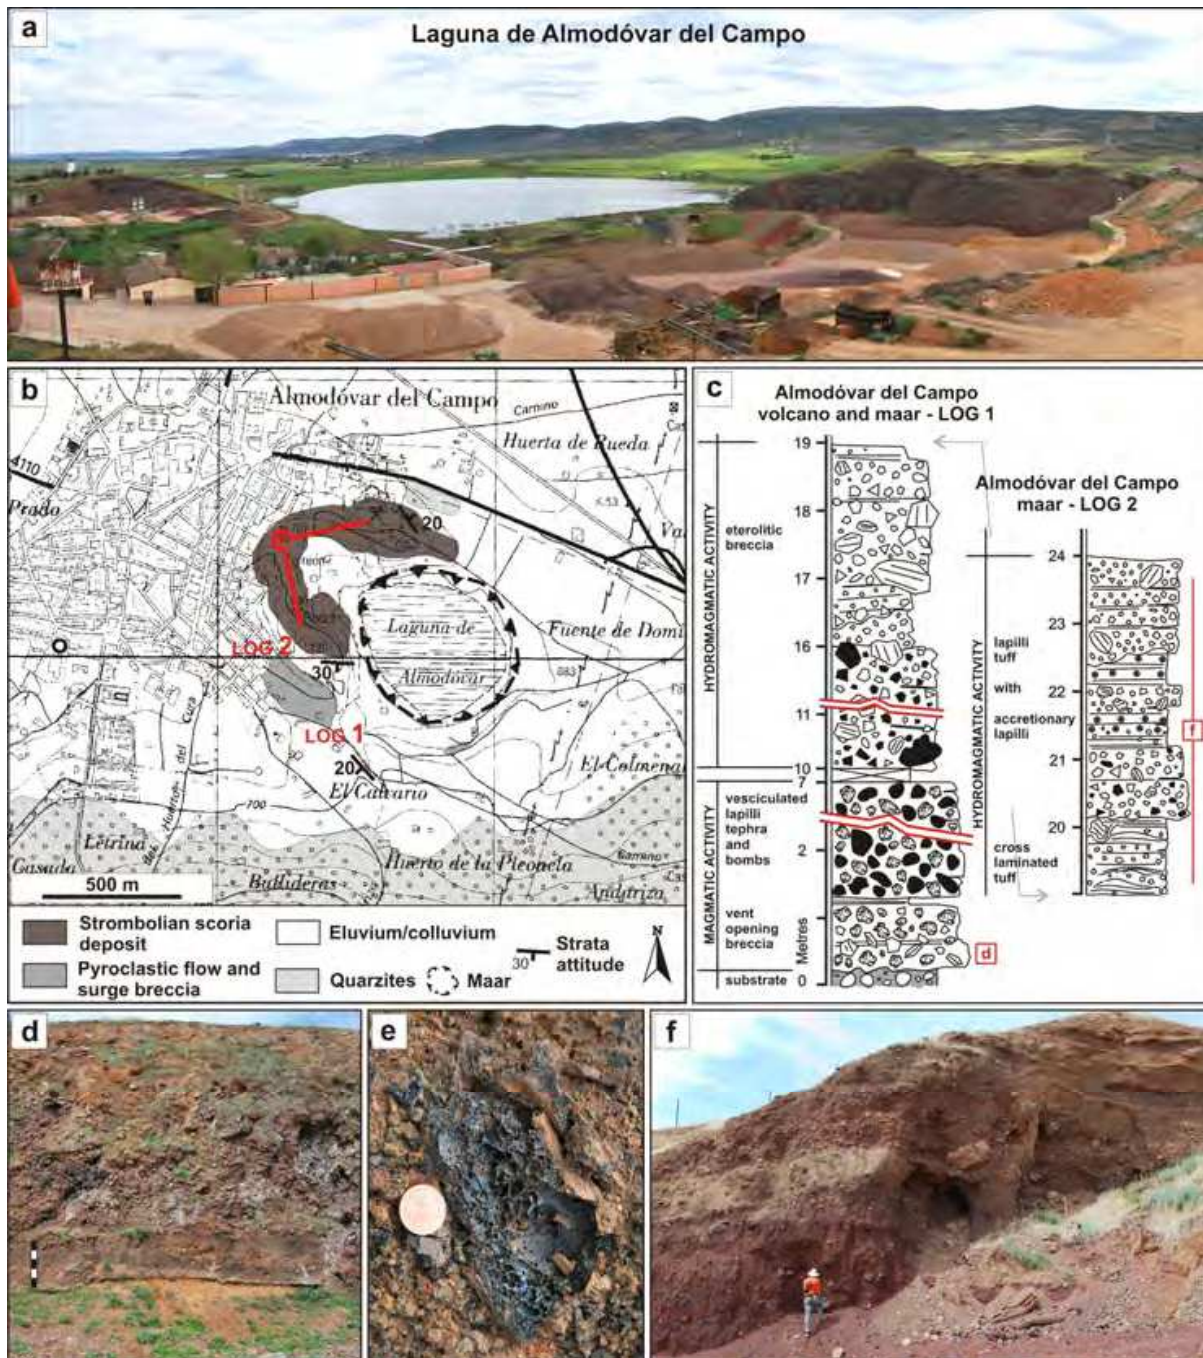 a
Laguna de Almodóvar del Campo
b
Almodóvar del Campo
Camino
Huerta de Rueda
4110
Prado
20
LOG 2
30
Laguna de
Almodóvar
Fuente de Domi
LOG 1
20
El Calvario
El Colmena
700
Huerto del
Cura
Letrina
Casada
Bulluderas
500 m
Strombolian scoria
deposit
Pyroclastic flow and
surge breccia
Eluvium/colluvium
Quarzites
Maar
Strata
attitude
30
N
c
Almodóvar del Campo
volcano and maar - LOG 1
Almodóvar del Campo
maar - LOG 2
HYDROMAGMATIC ACTIVITY
eterolitic
breccia
MAGMATIC ACTIVITY
vesciculated
lapilli
tephra
and
bombs
vent
opening
breccia
substrate
Metres
19
18
17
16
11
10
7
2
0
d
HYDROMAGMATIC ACTIVITY
lapilli
tuff
with
accretionary
lapilli
cross
laminated
tuff
24
23
22
21
20
f
d
e
f